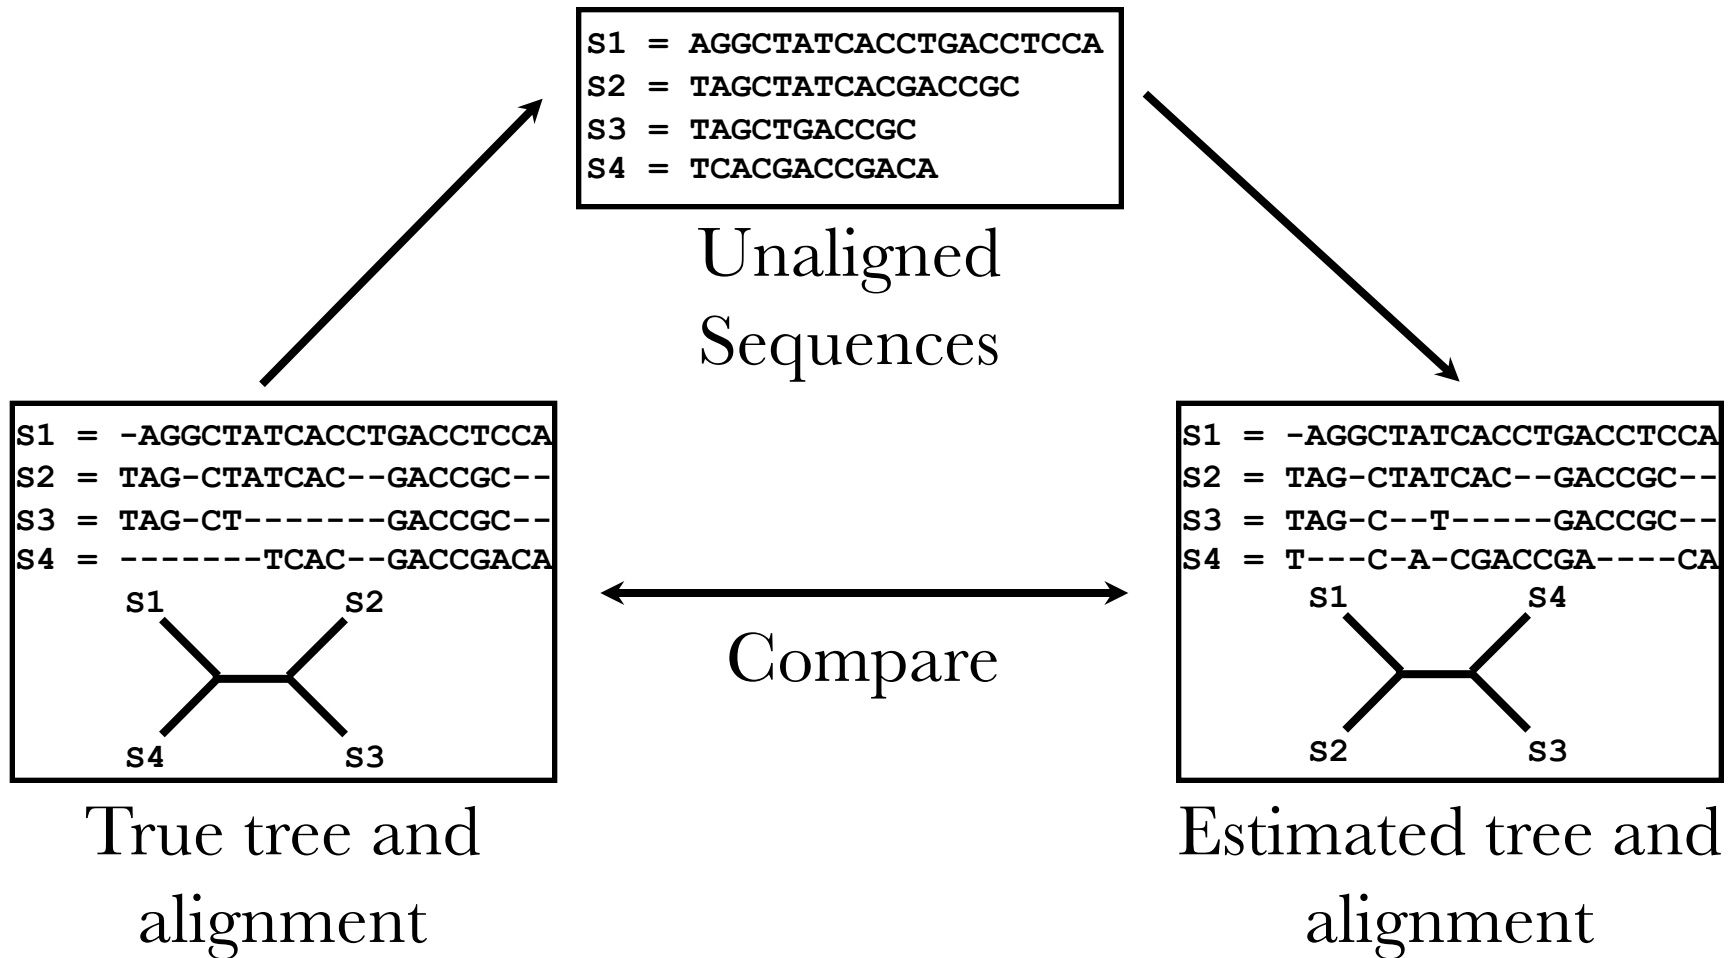 S1 = AGGCTATCACCTGACCTCCA
S2 = TAGCTATCACGACCGC
S3 = TAGCTGACCGC
S4 = TCACGACCGACA
Unaligned
Sequences
S1 = -AGGCTATCACCTGACCTCCA
S2 = TAG-CTATCAC--GACCGC--
S3 = TAG-CT-------GACCGC--
S4 = -------TCAC--GACCGACA
S1 S2
S4 S3
True tree and
alignment
Compare
S1 = -AGGCTATCACCTGACCTCCA
S2 = TAG-CTATCAC--GACCGC--
S3 = TAG-C--T-----GACCGC--
S4 = T---C-A-CGACCGA----CA
S1 S4
S2 S3
Estimated tree and
alignment